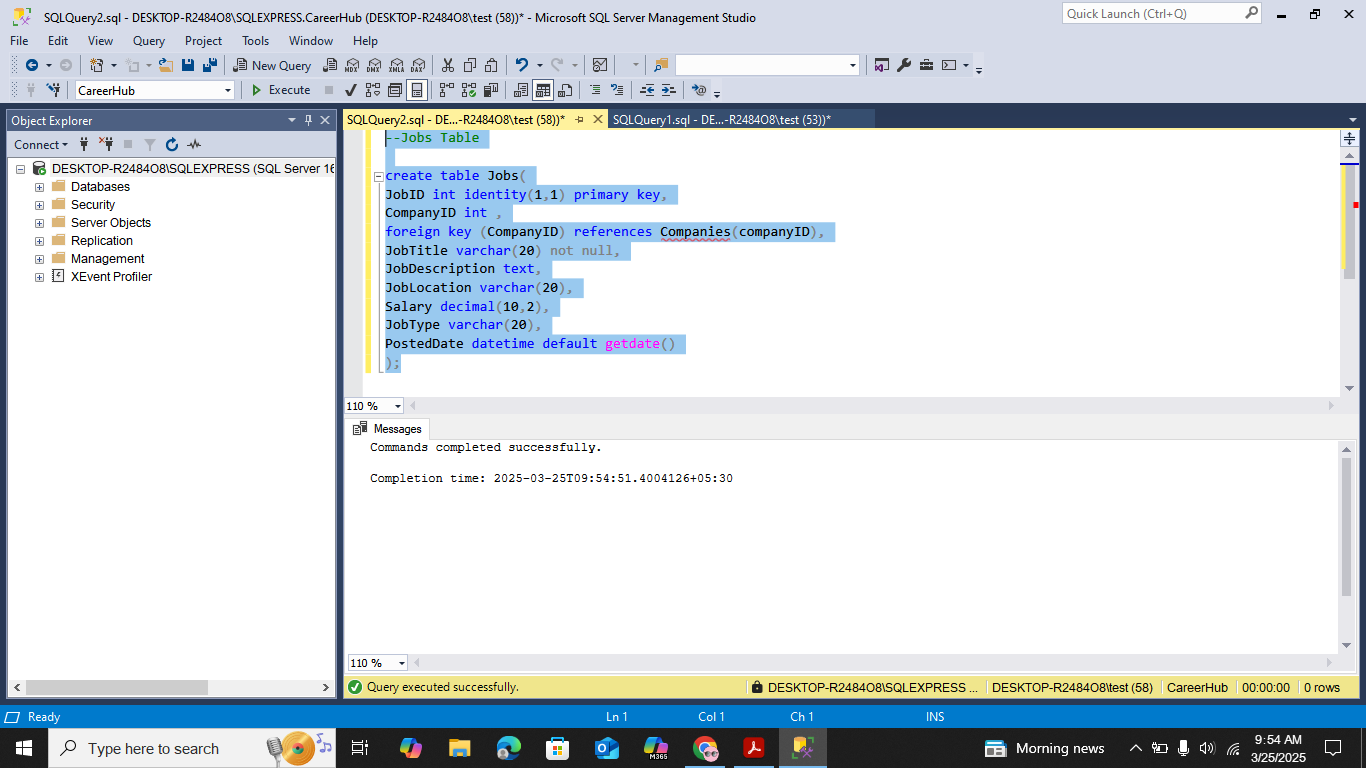 SQLQuery2.sql - DESKTOP-R2484O8\SQLEXPRESS.CareerHub (DESKTOP-R2484O8\test (58))* - Microsoft SQL Server Management Studio
Quick Launch (Ctrl+Q)
File Edit View Query Project Tools Window Help
New Query MDX DMX XMLA DAX
CareerHub Execute
Object Explorer
SQLQuery2.sql - DE...-R2484O8\test (58))* SQLQuery1.sql - DE...-R2484O8\test (53))*
Connect
DESKTOP-R2484O8\SQLEXPRESS (SQL Server 16
Databases
Security
Server Objects
Replication
Management
XEvent Profiler
--Jobs Table
create table Jobs(
JobID int identity(1,1) primary key,
CompanyID int ,
foreign key (CompanyID) references Companies(companyID),
JobTitle varchar(20) not null,
JobDescription text,
JobLocation varchar(20),
Salary decimal(10,2),
JobType varchar(20),
PostedDate datetime default getdate()
);
110 %
Messages
Commands completed successfully.
Completion time: 2025-03-25T09:54:51.4004126+05:30
110 %
Query executed successfully. DESKTOP-R2484O8\SQLEXPRESS ... DESKTOP-R2484O8\test (58) CareerHub 00:00:00 0 rows
Ready Ln 1 Col 1 Ch 1 INS
Type here to search
M365
Morning news
9:54 AM
3/25/2025